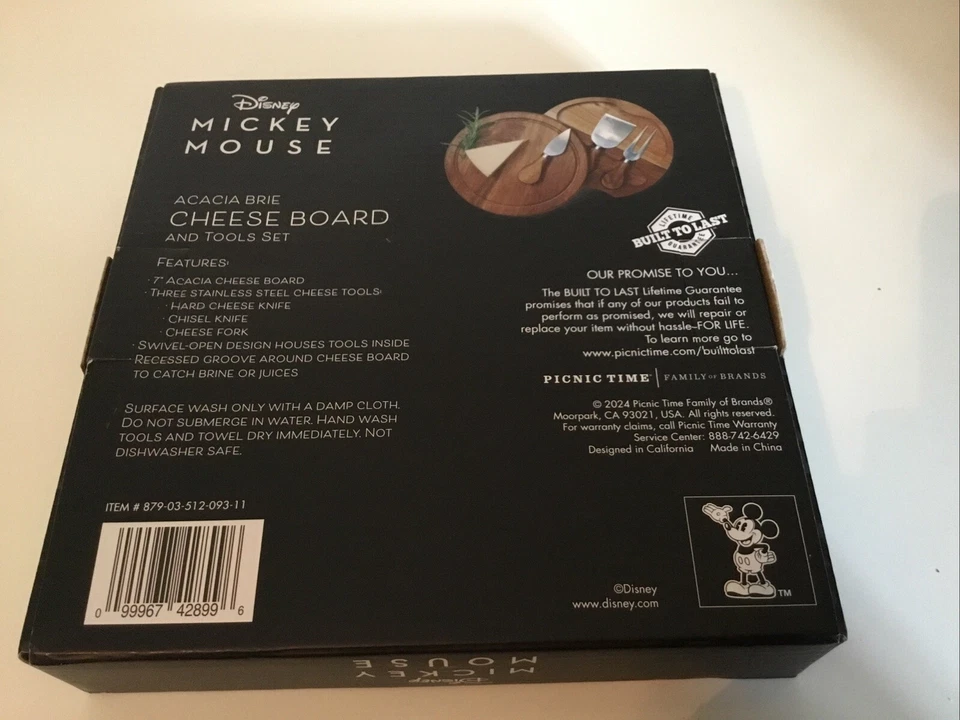 Disney
MICKEY
MOUSE
ACACIA BRIE
CHEESE BOARD
AND TOOLS SET
FEATURES:
· 7" ACACIA CHEESE BOARD
· THREE STAINLESS STEEL CHEESE TOOLS:
· HARD CHEESE KNIFE
· CHISEL KNIFE
· CHEESE FORK
· SWIVEL-OPEN DESIGN HOUSES TOOLS INSIDE
· RECESSED GROOVE AROUND CHEESE BOARD
TO CATCH BRINE OR JUICES
SURFACE WASH ONLY WITH A DAMP CLOTH.
DO NOT SUBMERGE IN WATER. HAND WASH
TOOLS AND TOWEL DRY IMMEDIATELY. NOT
DISHWASHER SAFE.
ITEM # 879-03-512-093-11
0 99967 42899 6
LIFETIME
BUILT TO LAST
GUARANTEE
OUR PROMISE TO YOU...
The BUILT TO LAST Lifetime Guarantee
promises that if any of our products fail to
perform as promised, we will repair or
replace your item without hassle–FOR LIFE.
To learn more go to
www.picnictime.com/builttolast
PICNIC TIME | FAMILY OF BRANDS
© 2024 Picnic Time Family of Brands®
Moorpark, CA 93021, USA. All rights reserved.
For warranty claims, call Picnic Time Warranty
Service Center: 888-742-6429
Designed in California Made in China
©Disney
www.disney.com
TM
Disney
MICKEY
MOUSE